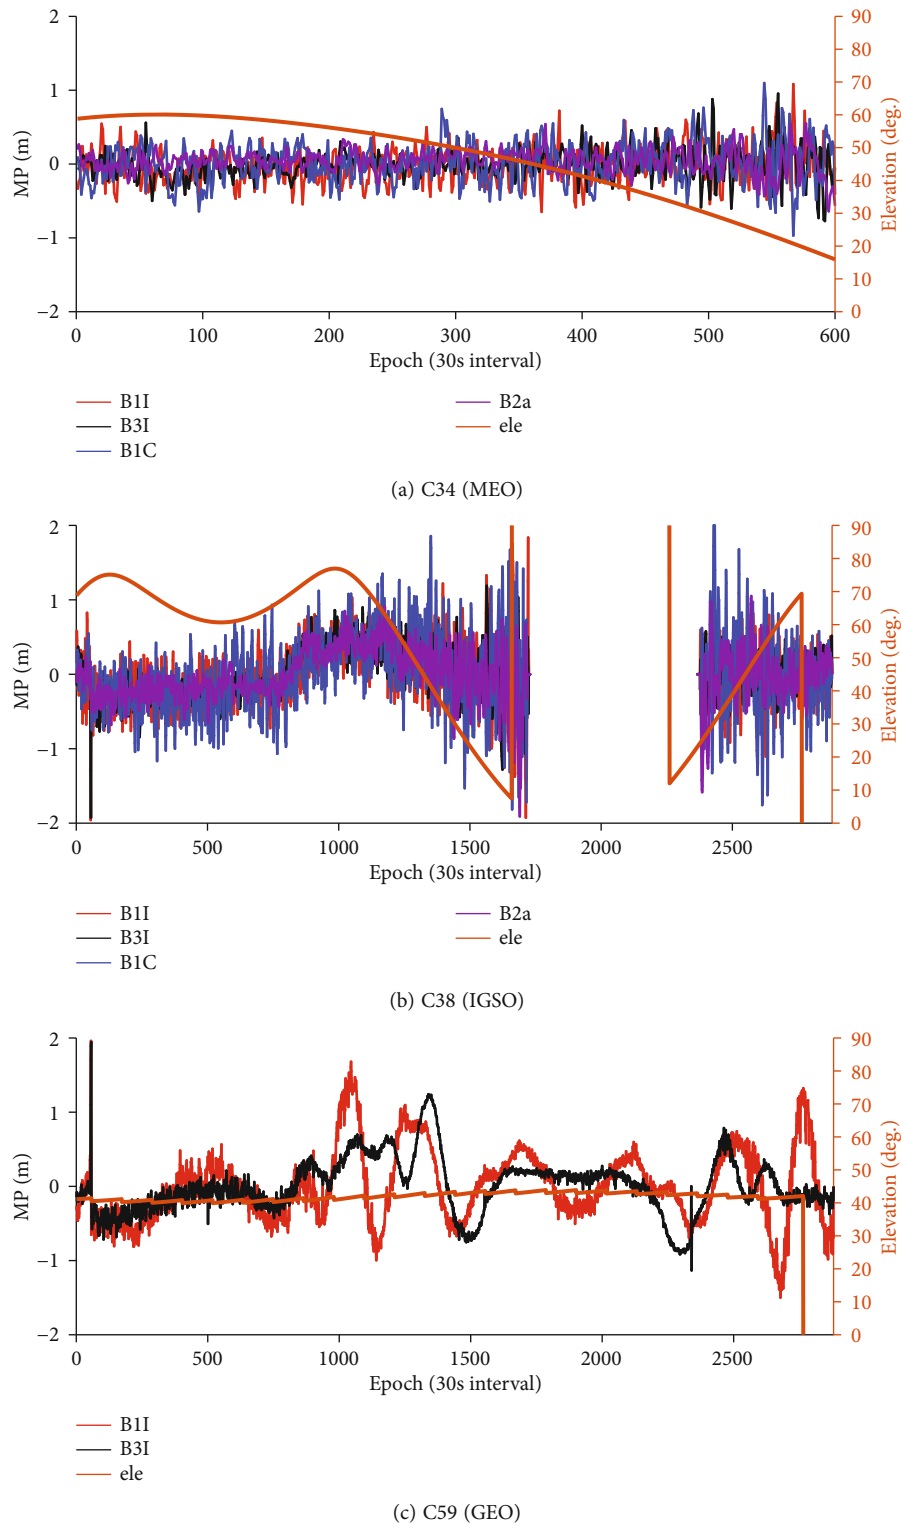 2
1
0
−1
−2
MP (m)
90
80
70
60
50
40
30
20
10
0
Elevation (deg.)
0 100 200 300 400 500 600
Epoch (30s interval)
B1I
B3I
B1C
B2a
ele
(a) C34 (MEO)
2
1
0
−1
−2
MP (m)
90
80
70
60
50
40
30
20
10
0
Elevation (deg.)
0 500 1000 1500 2000 2500
Epoch (30s interval)
B1I
B3I
B1C
B2a
ele
(b) C38 (IGSO)
2
1
0
−1
−2
MP (m)
90
80
70
60
50
40
30
20
10
0
Elevation (deg.)
0 500 1000 1500 2000 2500
Epoch (30s interval)
B1I
B3I
ele
(c) C59 (GEO)